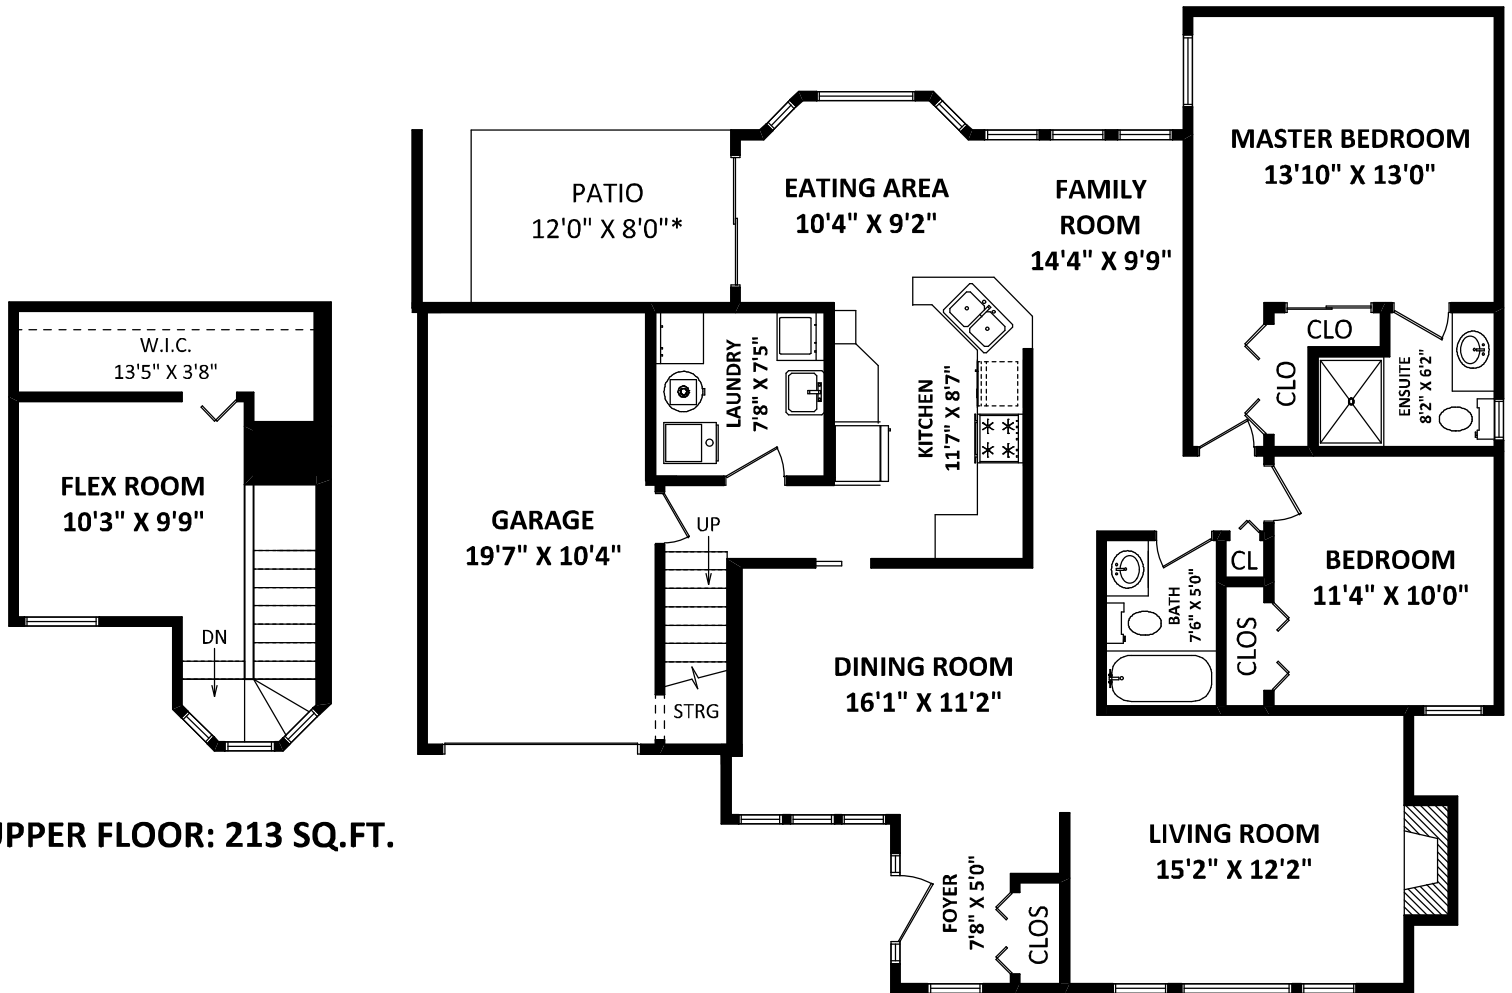 W.I.C.
13'5" X 3'8"
FLEX ROOM
10'3" X 9'9"
DN
UPPER FLOOR: 213 SQ.FT.
PATIO
12'0" X 8'0"*
EATING AREA
10'4" X 9'2"
FAMILY
ROOM
14'4" X 9'9"
MASTER BEDROOM
13'10" X 13'0"
LAUNDRY
7'8" X 7'5"
KITCHEN
11'7" X 8'7"
CLO
CLO
ENSUITE
8'2" X 6'2"
GARAGE
19'7" X 10'4"
UP
STRG
CL
BEDROOM
11'4" X 10'0"
BATH
7'6" X 5'0"
CLOS
DINING ROOM
16'1" X 11'2"
LIVING ROOM
15'2" X 12'2"
FOYER
7'8" X 5'0"
CLOS